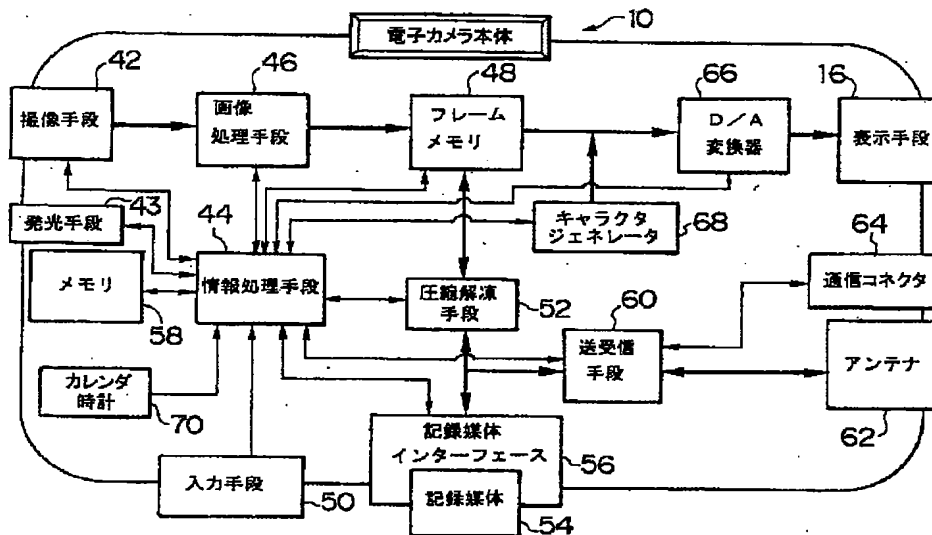 電子カメラ本体
10
42
46
48
66
16
撮像手段
画像
処理手段
フレーム
メモリ
D/A
変換器
表示手段
43
発光手段
44
キャラクタ
ジェネレータ
68
64
メモリ
58
情報処理手段
圧縮解凍
手段
52
60
通信コネクタ
送受信
手段
アンテナ
62
カレンダ
時計
70
記録媒体
インターフェース
56
入力手段
50
記録媒体
54